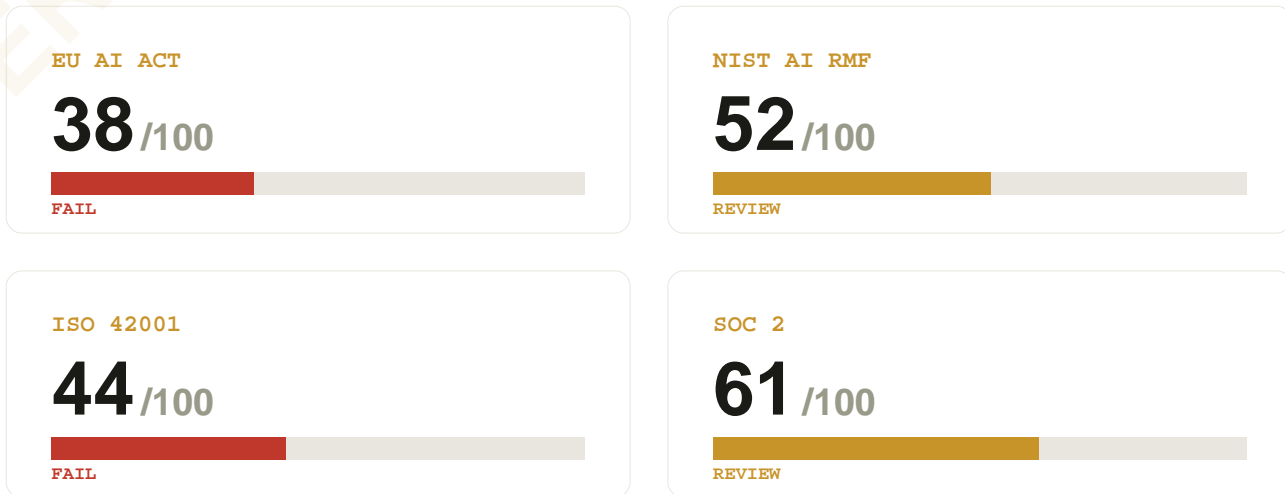 EU AI ACT
38 /100
FAIL
NIST AI RMF
52 /100
REVIEW
ISO 42001
44 /100
FAIL
SOC 2
61 /100
REVIEW